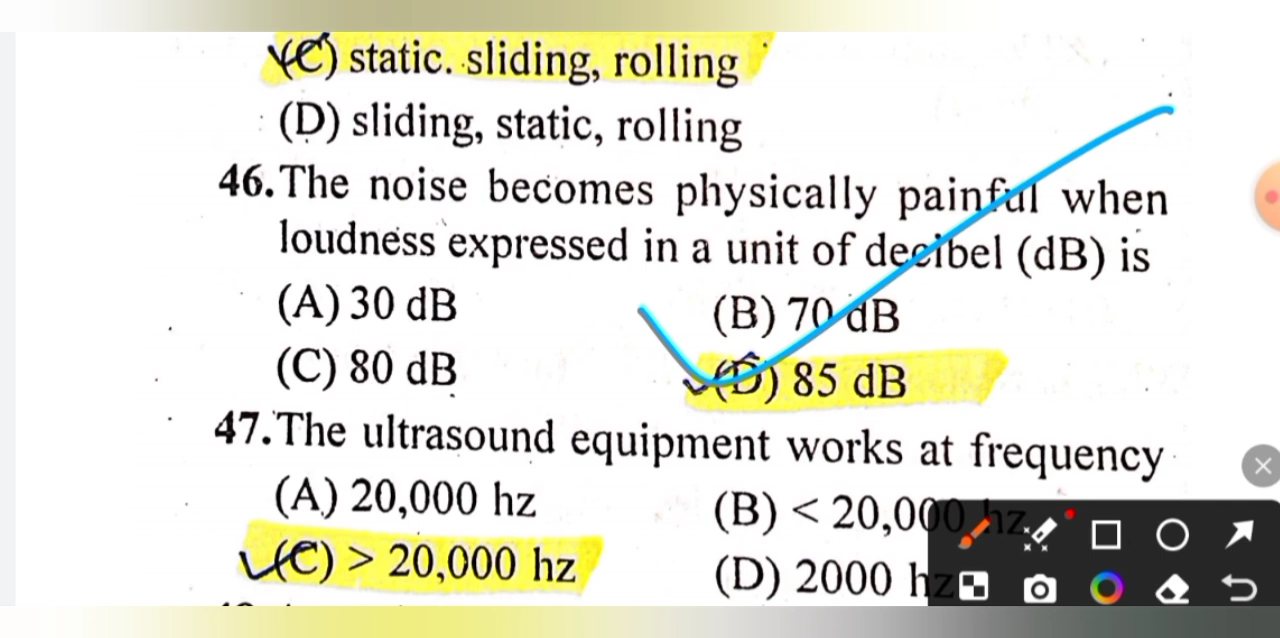 (C) static. sliding, rolling
(D) sliding, static, rolling
46. The noise becomes physically painful when
loudness expressed in a unit of decibel (dB) is
(A) 30 dB (B) 70 dB
(C) 80 dB (D) 85 dB
47. The ultrasound equipment works at frequency
(A) 20,000 hz (B) < 20,000 hz
(C) > 20,000 hz (D) 2000 hz